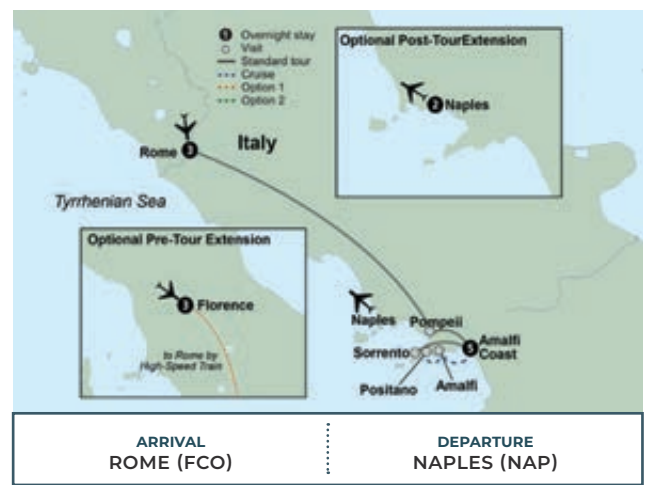 5 Overnight stay
Visit
Standard tour
Cruise
Option 1
Option 2
Optional Post-TourExtension
2 Naples
Rome 3
Italy
Tyrrhenian Sea
Optional Pre-Tour Extension
3 Florence
to Rome by
High-Speed Train
Naples
Pompeii
Sorrento
5 Amalfi
Coast
Positano
Amalfi
ARRIVAL
ROME (FCO)
DEPARTURE
NAPLES (NAP)